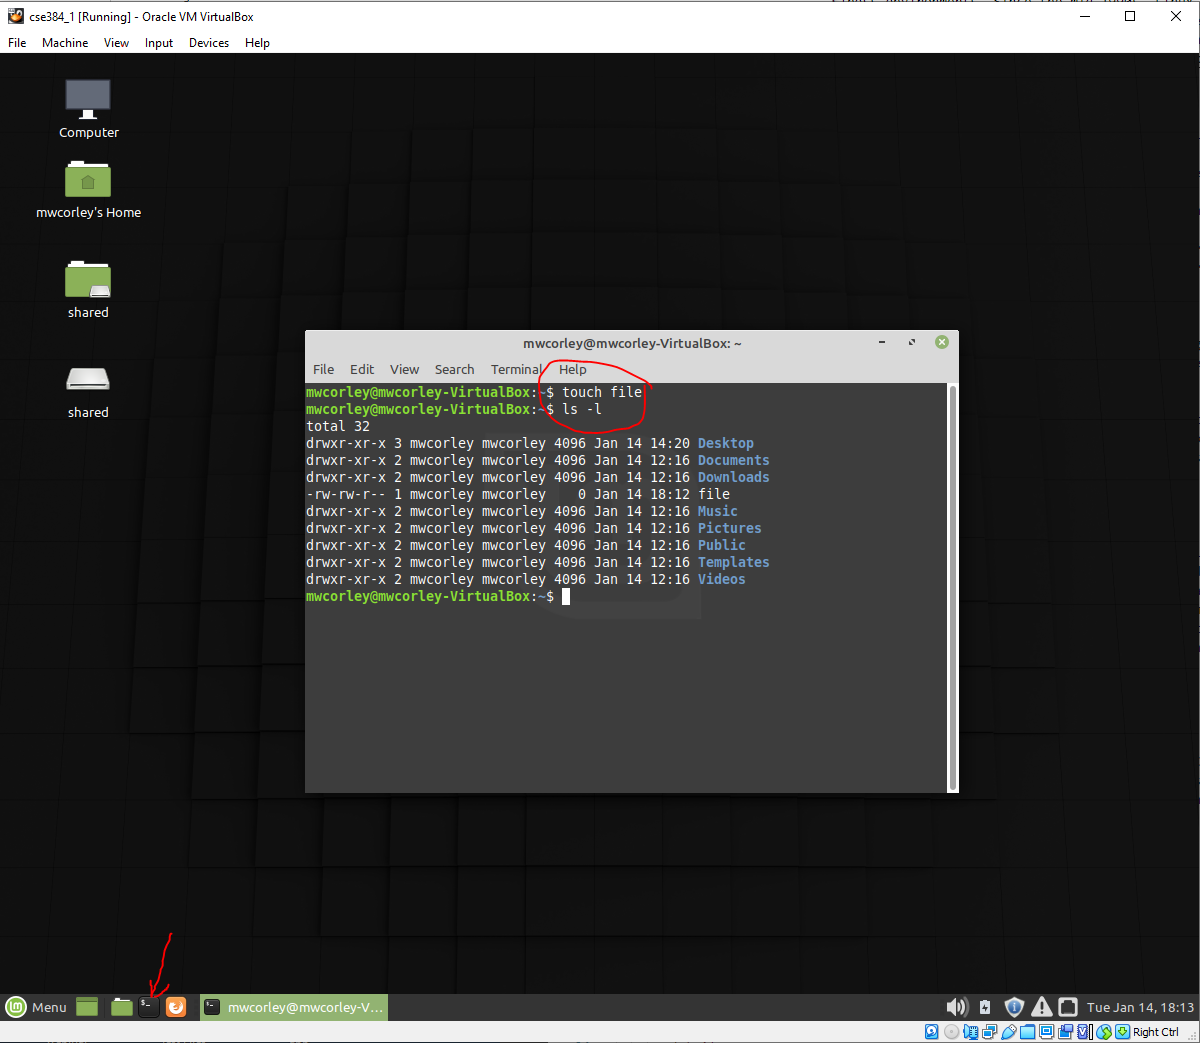 cse384_1 [Running] - Oracle VM VirtualBox
File Machine View Input Devices Help
Computer
mwcorley's Home
shared
shared
mwcorley@mwcorley-VirtualBox: ~
File Edit View Search Terminal Help
mwcorley@mwcorley-VirtualBox:~$ touch file
mwcorley@mwcorley-VirtualBox:~$ ls -l
total 32
drwxr-xr-x 3 mwcorley mwcorley 4096 Jan 14 14:20 Desktop
drwxr-xr-x 2 mwcorley mwcorley 4096 Jan 14 12:16 Documents
drwxr-xr-x 2 mwcorley mwcorley 4096 Jan 14 12:16 Downloads
-rw-rw-r-- 1 mwcorley mwcorley    0 Jan 14 18:12 file
drwxr-xr-x 2 mwcorley mwcorley 4096 Jan 14 12:16 Music
drwxr-xr-x 2 mwcorley mwcorley 4096 Jan 14 12:16 Pictures
drwxr-xr-x 2 mwcorley mwcorley 4096 Jan 14 12:16 Public
drwxr-xr-x 2 mwcorley mwcorley 4096 Jan 14 12:16 Templates
drwxr-xr-x 2 mwcorley mwcorley 4096 Jan 14 12:16 Videos
mwcorley@mwcorley-VirtualBox:~$
Menu $- $- mwcorley@mwcorley-V... Tue Jan 14, 18:13
Right Ctrl